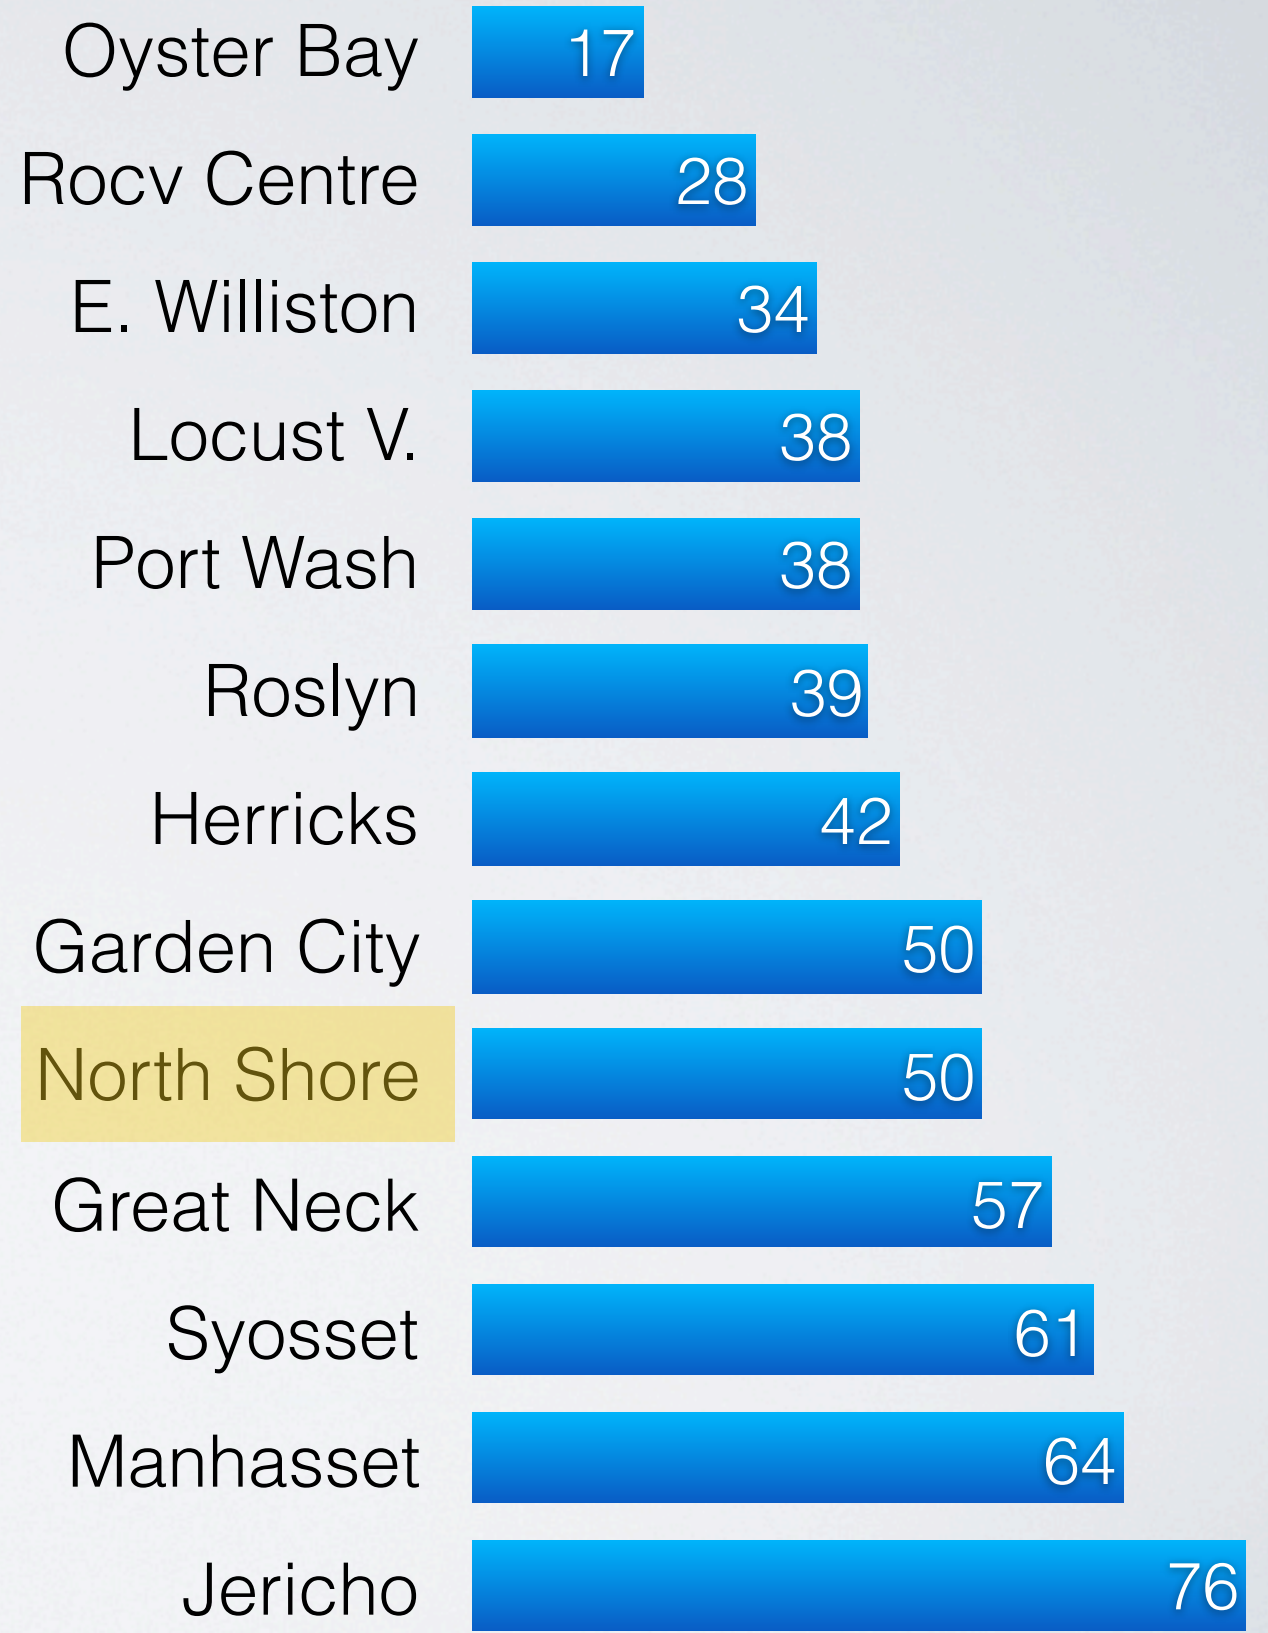 Oyster Bay 17
Rocv Centre 28
E. Williston 34
Locust V. 38
Port Wash 38
Roslyn 39
Herricks 42
Garden City 50
North Shore 50
Great Neck 57
Syosset 61
Manhasset 64
Jericho 76